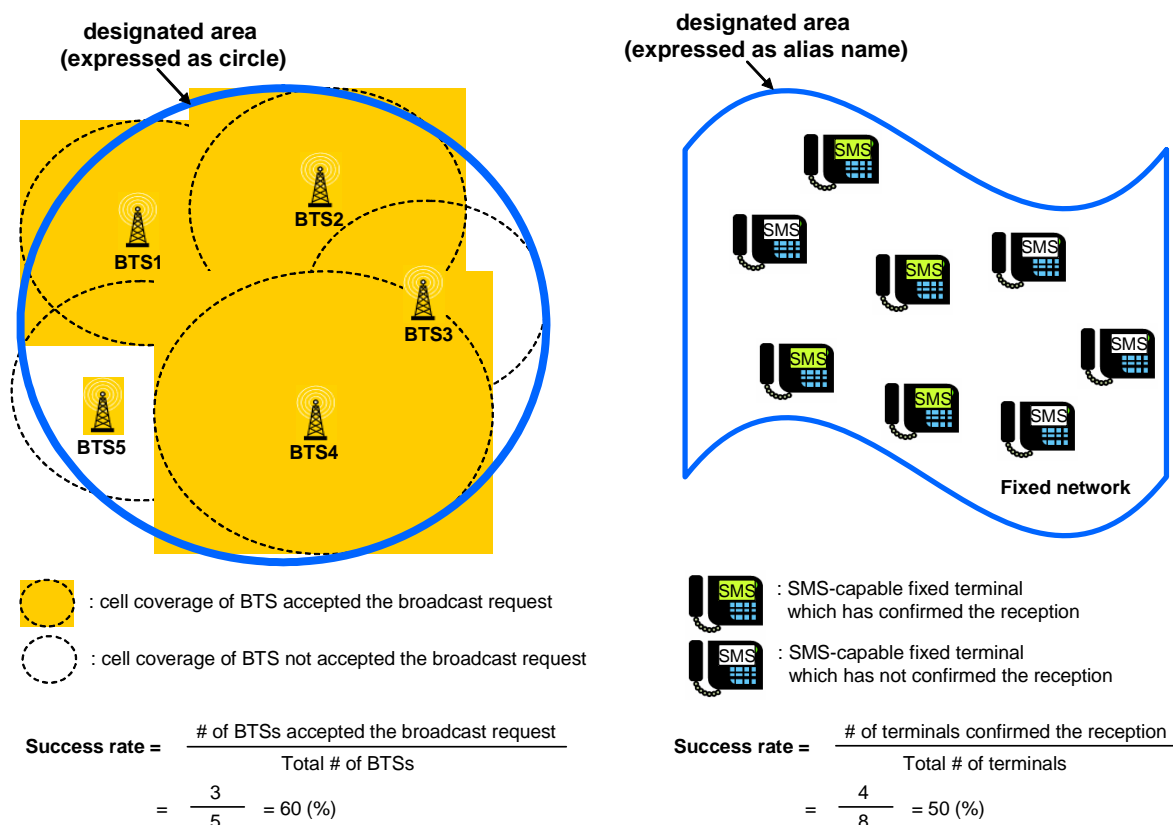 designated area
(expressed as circle)
BTS1
BTS2
BTS3
BTS4
BTS5
: cell coverage of BTS accepted the broadcast request
: cell coverage of BTS not accepted the broadcast request
Success rate =
# of BTSs accepted the broadcast request
Total # of BTSs
=
3
5
= 60 (%)
designated area
(expressed as alias name)
SMS
SMS
SMS
SMS
SMS
SMS
SMS
SMS
Fixed network
SMS
: SMS-capable fixed terminal
which has confirmed the reception
SMS
: SMS-capable fixed terminal
which has not confirmed the reception
Success rate =
# of terminals confirmed the reception
Total # of terminals
=
4
8
= 50 (%)